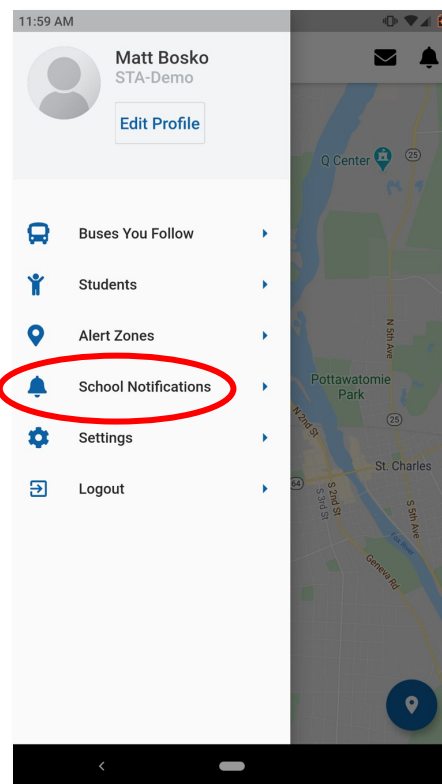 11:59 AM
Matt Bosko
STA-Demo
Edit Profile
Buses You Follow
Students
Alert Zones
School Notifications
Settings
Logout
Q Center
25
N 5th Ave
Pottawatomie
Park
25
N 2nd St
St. Charles
64
S 2nd St
S 3rd St
S 5th Ave
Fox River
Geneva Rd